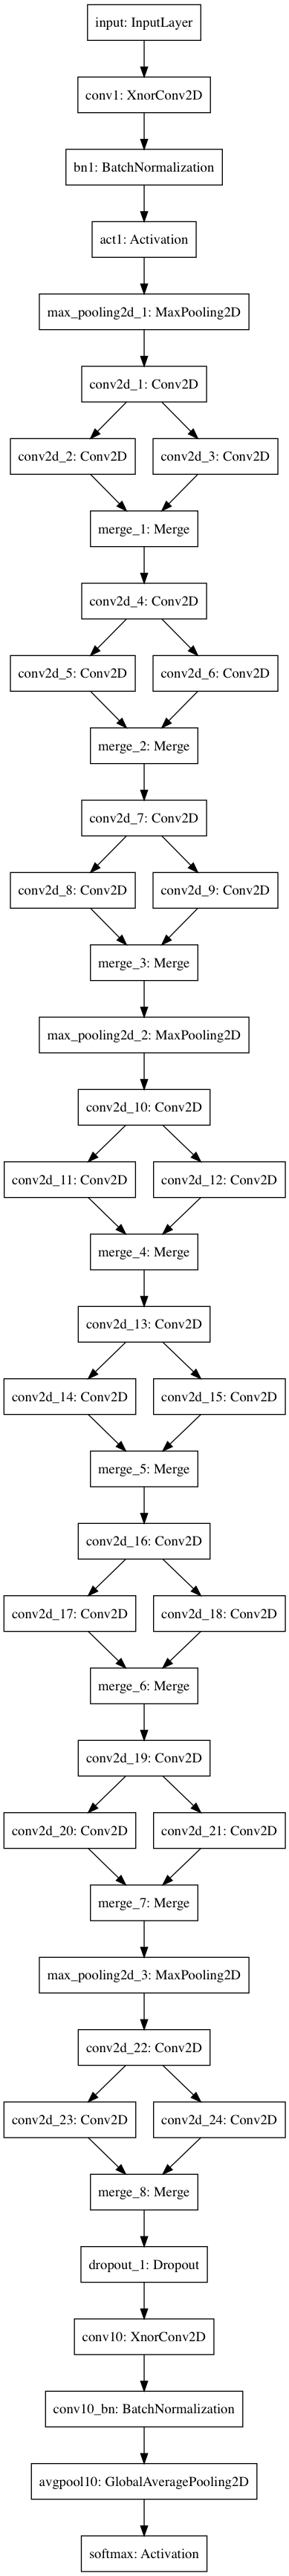 input: InputLayer
conv1: XnorConv2D
bn1: BatchNormalization
act1: Activation
max_pooling2d_1: MaxPooling2D
conv2d_1: Conv2D
conv2d_2: Conv2D
conv2d_3: Conv2D
merge_1: Merge
conv2d_4: Conv2D
conv2d_5: Conv2D
conv2d_6: Conv2D
merge_2: Merge
conv2d_7: Conv2D
conv2d_8: Conv2D
conv2d_9: Conv2D
merge_3: Merge
max_pooling2d_2: MaxPooling2D
conv2d_10: Conv2D
conv2d_11: Conv2D
conv2d_12: Conv2D
merge_4: Merge
conv2d_13: Conv2D
conv2d_14: Conv2D
conv2d_15: Conv2D
merge_5: Merge
conv2d_16: Conv2D
conv2d_17: Conv2D
conv2d_18: Conv2D
merge_6: Merge
conv2d_19: Conv2D
conv2d_20: Conv2D
conv2d_21: Conv2D
merge_7: Merge
max_pooling2d_3: MaxPooling2D
conv2d_22: Conv2D
conv2d_23: Conv2D
conv2d_24: Conv2D
merge_8: Merge
dropout_1: Dropout
conv10: XnorConv2D
conv10_bn: BatchNormalization
avgpool10: GlobalAveragePooling2D
softmax: Activation